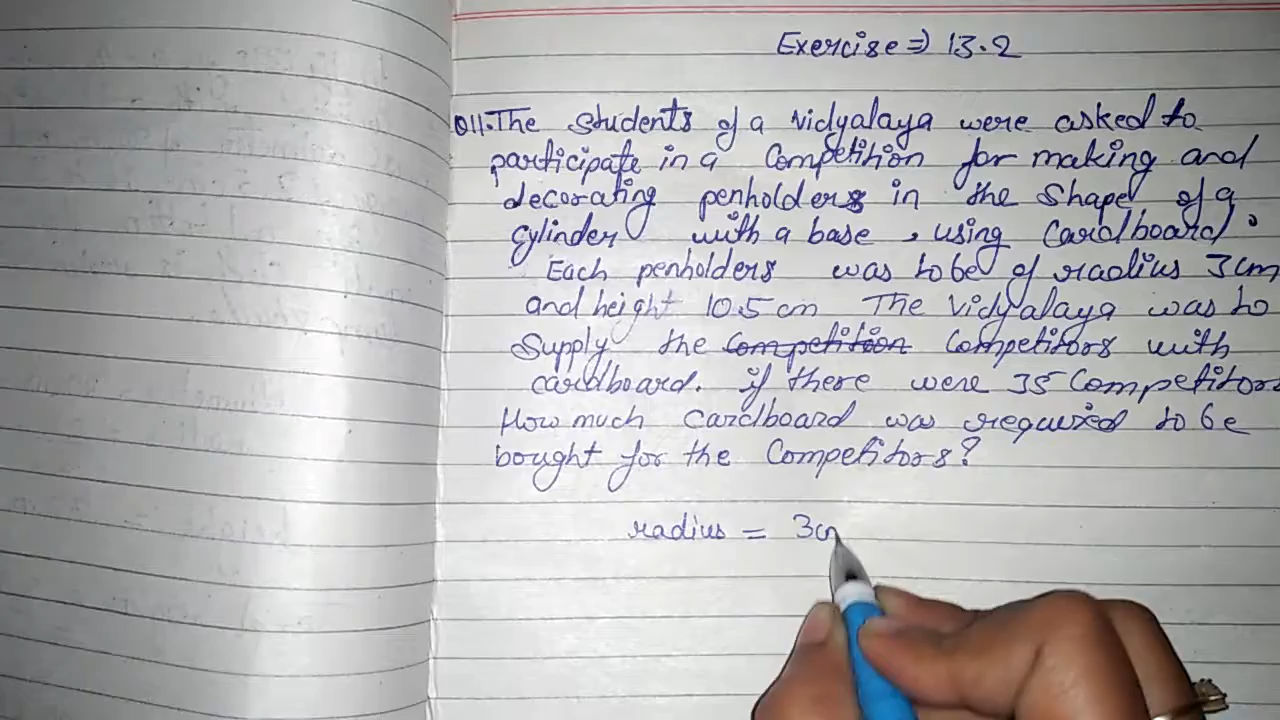 Exercise ⇒ 13.2
Q11. The students of a Vidyalaya were asked to
participate in a Competition for making and
decorating penholders in the shape of a
cylinder with a base, using Cardboard.
Each penholders was to be of radius 3cm
and height 10.5 cm The Vidyalaya was to
Supply the competition Competitors with
cardboard. if there were 35 Competitors
How much Cardboard was required to be
bought for the Competitors?
radius = 3cm